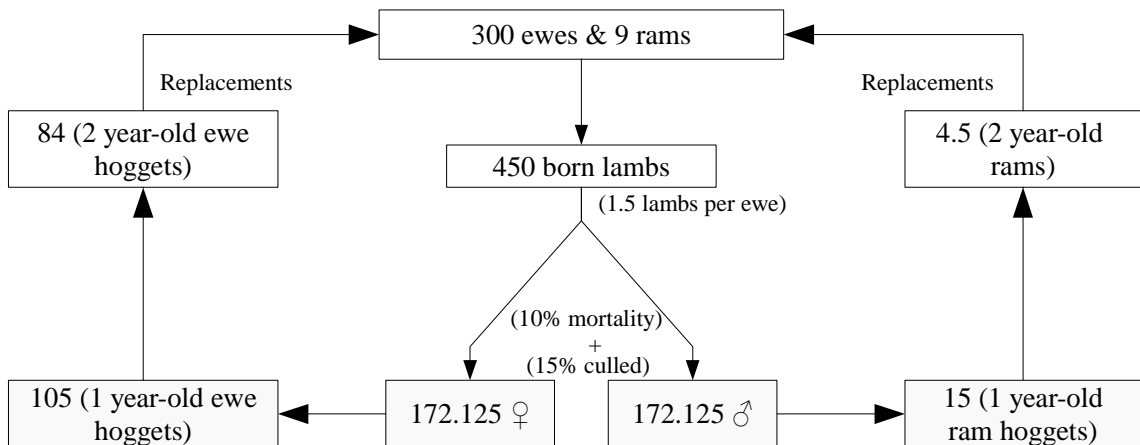 300 ewes & 9 rams
Replacements
Replacements
84 (2 year-old ewe
hoggets)
4.5 (2 year-old
rams)
450 born lambs
(1.5 lambs per ewe)
(10% mortality)
+
(15% culled)
105 (1 year-old ewe
hoggets)
172.125 ♀
172.125 ♂
15 (1 year-old
ram hoggets)